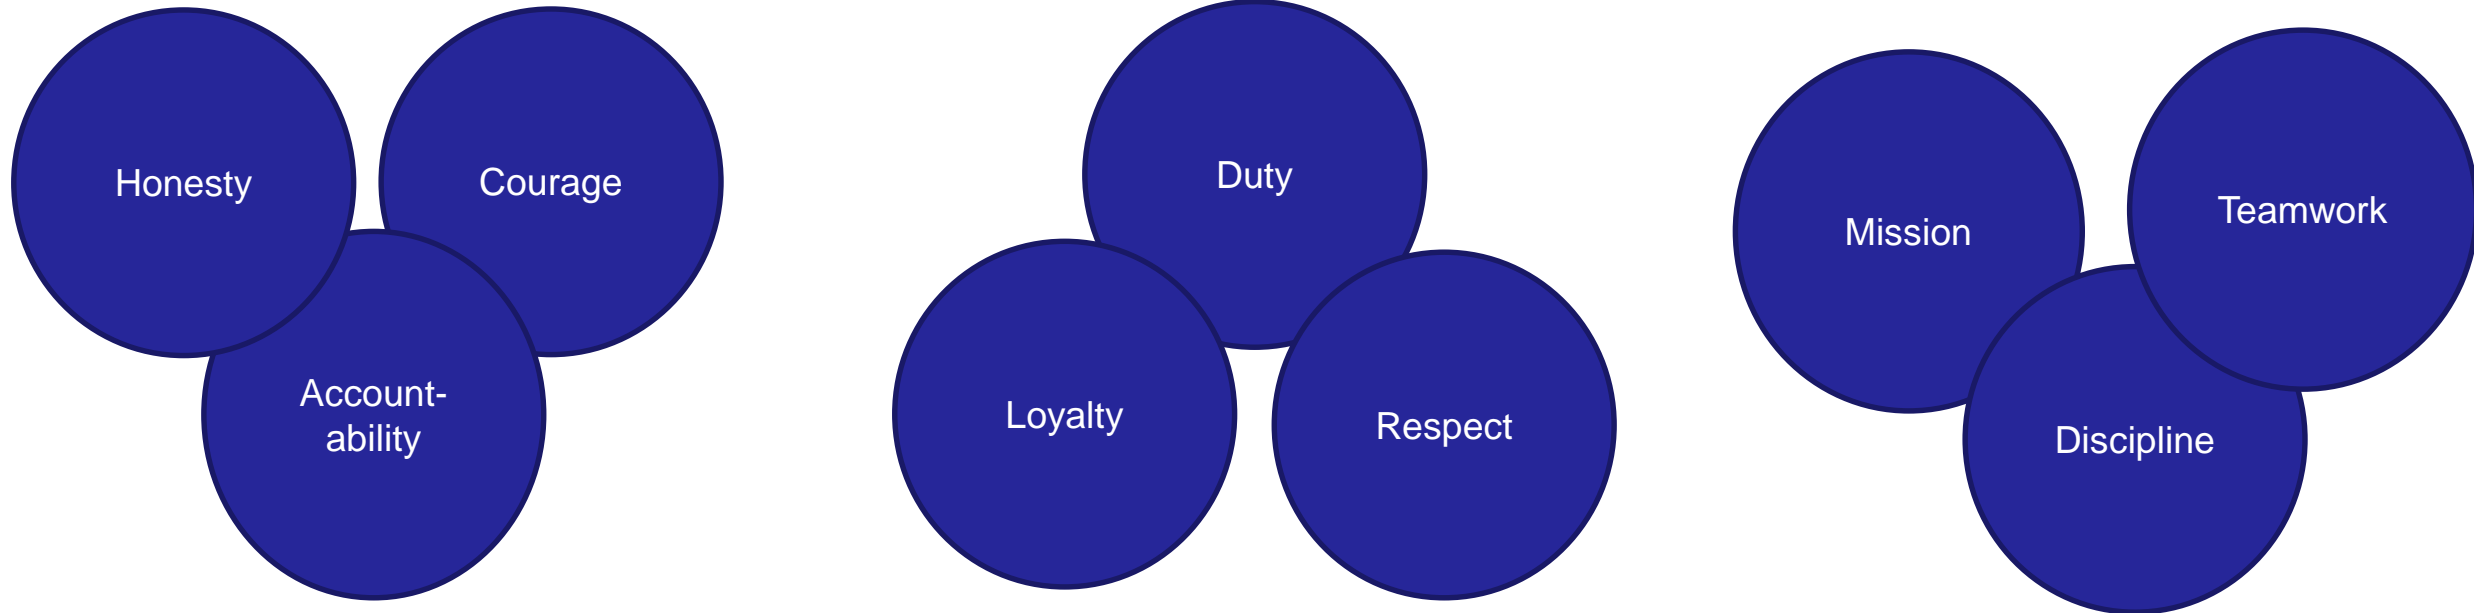 Honesty
Courage
Account-
ability
Duty
Loyalty
Respect
Mission
Teamwork
Discipline